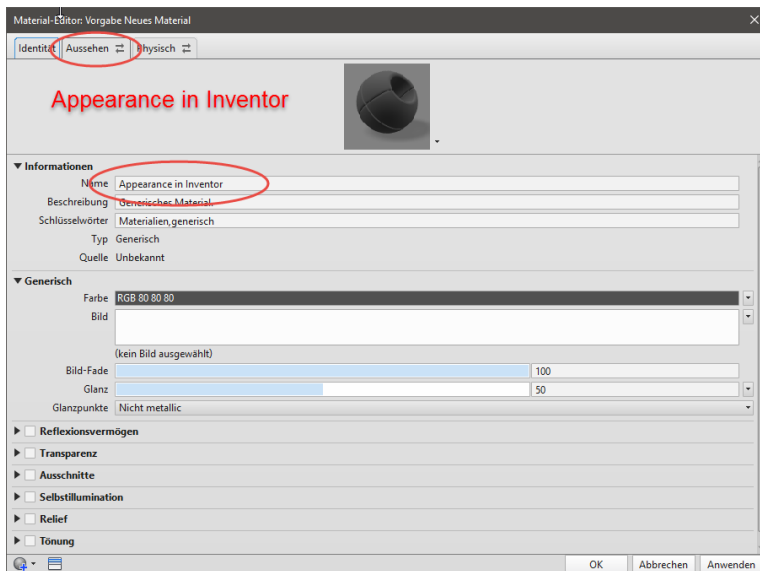 Material-Editor: Vorgabe Neues Material
Identität Aussehen Physisch
Appearance in Inventor
Informationen
Name Appearance in Inventor
Beschreibung Generisches Material.
Schlüsselwörter Materialien,generisch
Typ Generisch
Quelle Unbekannt
Generisch
Farbe RGB 80 80 80
Bild
(kein Bild ausgewählt)
Bild-Fade 100
Glanz 50
Glanzpunkte Nicht metallic
Reflexionsvermögen
Transparenz
Ausschnitte
Selbstillumination
Relief
Tönung
OK Abbrechen Anwenden